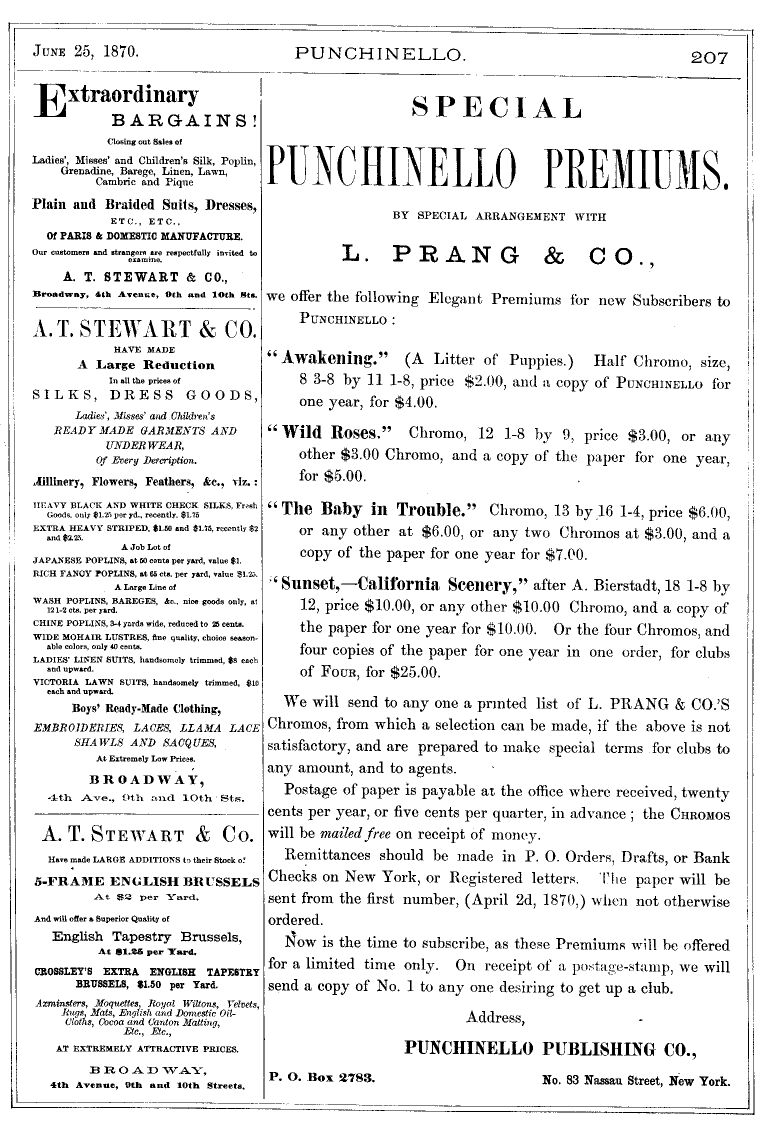 JUNE 25, 1870. PUNCHINELLO. 207
Extraordinary
BARGAINS!
Closing out Sales of
Ladies', Misses' and Children's Silk, Poplin,
Grenadine, Barege, Linen, Lawn,
Cambric and Pique
Plain and Braided Suits, Dresses,
ETC., ETC.,
Of PARIS & DOMESTIC MANUFACTURE.
Our customers and strangers are respectfully invited to
examine.
A. T. STEWART & CO.,
Broadway, 4th Avenue, 9th and 10th Sts.
A. T. STEWART & CO.
HAVE MADE
A Large Reduction
In all the prices of
SILKS, DRESS GOODS,
Ladies', Misses' and Children's
READY MADE GARMENTS AND
UNDERWEAR,
Of Every Dercription.
Millinery, Flowers, Feathers, &c., viz.:
HEAVY BLACK AND WHITE CHECK SILKS, Fresh
Goods, only $1.25 per yd., recently, $1.75
EXTRA HEAVY STRIPED, $1.50 and $1.75, recently $2
and $2.25.
A Job Lot of
JAPANESE POPLINS, at 50 cents per yard, value $1.
RICH FANCY POPLINS, at 65 cts. per yard, value $1.25.
A Large Line of
WASH POPLINS, BAREGES, &c., nice goods only, at
12 1-2 cts. per yard.
CHINE POPLINS, 3-4 yards wide, reduced to 25 cents.
WIDE MOHAIR LUSTRES, fine quality, choice season-
able colors, only 40 cents.
LADIES' LINEN SUITS, handsomely trimmed, $8 each
and upward.
VICTORIA LAWN SUITS, handsomely trimmed, $10
each and upward.
Boys' Ready-Made Clothing,
EMBROIDERIES, LACES, LLAMA LACE
SHAWLS AND SACQUES,
At Extremely Low Prices.
BROADWAY,
4th Ave., 9th and 10th Sts.
A. T. STEWART & CO.
Have made LARGE ADDITIONS to their Stock of
5-FRAME ENGLISH BRUSSELS
At $2 per Yard.
And will offer a Superior Quality of
English Tapestry Brussels,
At $1.25 per Yard.
CROSSLEY'S EXTRA ENGLISH TAPESTRY
BRUSSELS, $1.50 per Yard.
Axminsters, Moquettes, Royal Wiltons, Velvets,
Rugs, Mats, English and Domestic Oil-
Cloths, Cocoa and Canton Matting,
Etc., Etc.,
AT EXTREMELY ATTRACTIVE PRICES.
BROADWAY,
4th Avenue, 9th and 10th Streets.
SPECIAL
PUNCHINELLO PREMIUMS.
BY SPECIAL ARRANGEMENT WITH
L. PRANG & CO.,
we offer the following Elegant Premiums for new Subscribers to
PUNCHINELLO:
"Awakening." (A Litter of Puppies.) Half Chromo, size,
8 3-8 by 11 1-8, price $2.00, and a copy of PUNCHINELLO for
one year, for $4.00.
"Wild Roses." Chromo, 12 1-8 by 9, price $3.00, or any
other $3.00 Chromo, and a copy of the paper for one year,
for $5.00.
"The Baby in Trouble." Chromo, 13 by 16 1-4, price $6.00,
or any other at $6.00, or any two Chromos at $3.00, and a
copy of the paper for one year for $7.00.
"Sunset,—California Scenery," after A. Bierstadt, 18 1-8 by
12, price $10.00, or any other $10.00 Chromo, and a copy of
the paper for one year for $10.00. Or the four Chromos, and
four copies of the paper for one year in one order, for clubs
of FOUR, for $25.00.
We will send to any one a printed list of L. PRANG & CO.'S
Chromos, from which a selection can be made, if the above is not
satisfactory, and are prepared to make special terms for clubs to
any amount, and to agents.
Postage of paper is payable at the office where received, twenty
cents per year, or five cents per quarter, in advance; the CHROMOS
will be mailed free on receipt of money.
Remittances should be made in P. O. Orders, Drafts, or Bank
Checks on New York, or Registered letters. The paper will be
sent from the first number, (April 2d, 1870,) when not otherwise
ordered.
Now is the time to subscribe, as these Premiums will be offered
for a limited time only. On receipt of a postage-stamp, we will
send a copy of No. 1 to any one desiring to get up a club.
Address,
PUNCHINELLO PUBLISHING CO.,
P. O. Box 2783. No. 83 Nassau Street, New York.